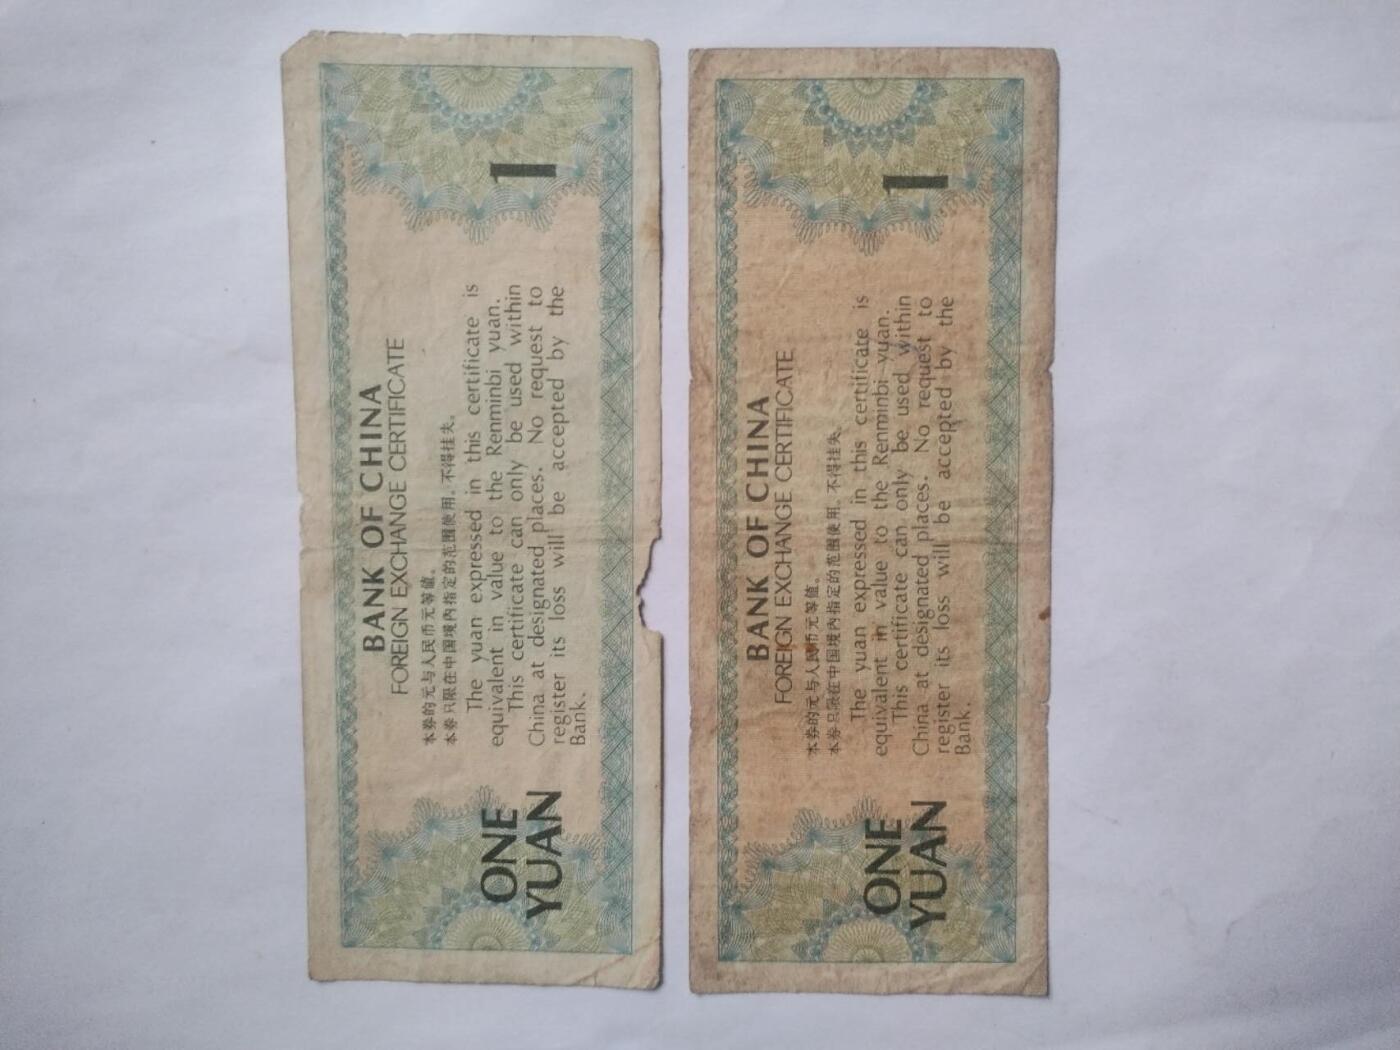 BANK OF CHINA
FOREIGN EXCHANGE CERTIFICATE
本券的元与人民币元等值。
本券只限在中国境内指定的范围使用。不得挂失。
The yuan expressed in this certificate is
equivalent in value to the Renminbi yuan.
This certificate can only be used within
China at designated places. No request to
register its loss will be accepted by the
Bank.
ONE
YUAN
1
BANK OF CHINA
FOREIGN EXCHANGE CERTIFICATE
本券的元与人民币元等值。
本券只限在中国境内指定的范围使用。不得挂失。
The yuan expressed in this certificate is
equivalent in value to the Renminbi yuan.
This certificate can only be used within
China at designated places. No request to
register its loss will be accepted by the
Bank.
ONE
YUAN
1